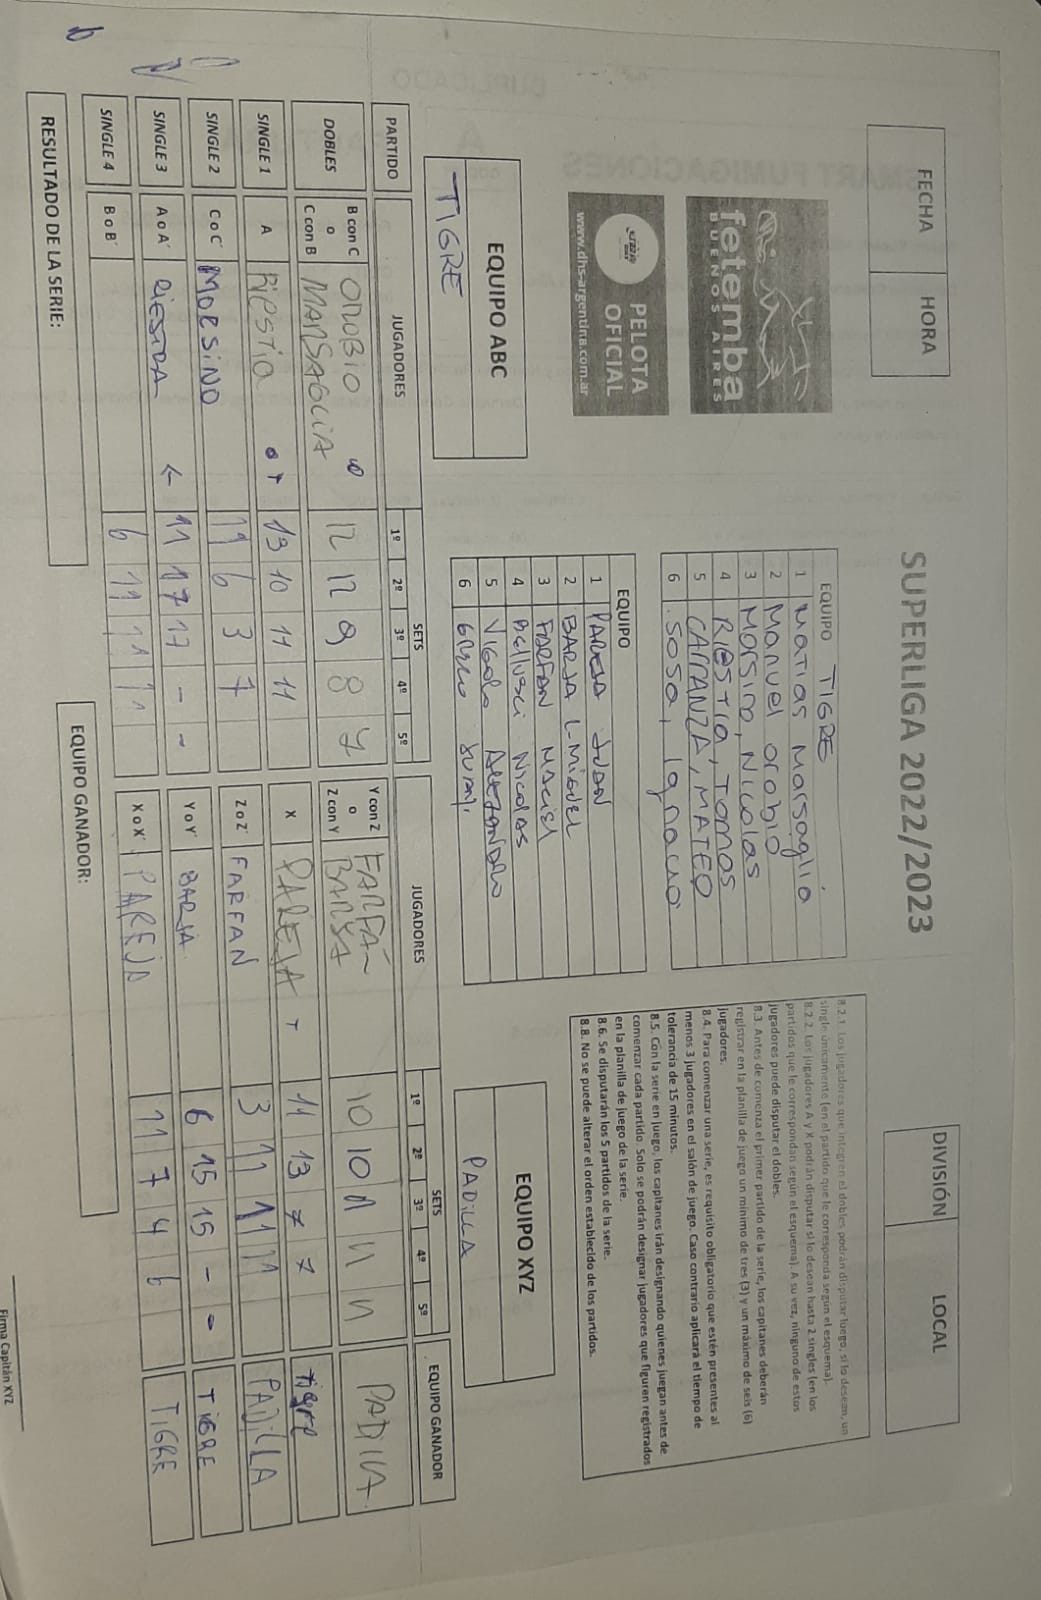 FECHA HORA
SUPERLIGA 2022/2023
DIVISIÓN LOCAL
fetemba
BUENOS AIRES
PELOTA
OFICIAL
www.dhs-argentina.com.ar
EQUIPO TIGRE
1 Matias Marsaglia
2 Manuel orobio
3 Morsino, Nicolas
4 RIESTIA, TOMAS
5 CARRANZA, MATEO
6 Sosa, Ignacio
EQUIPO
1 PAREJA JUAN
2 BARJA L-MIGUEL
3 FARFAN MACIEL
4 Bellusci Nicolas
5 VIGOLO ALEJANDRO
6 GRECO JUAN.
8.2.1. Los jugadores que integren el dobles podrán disputar luego, si lo desean, un
single únicamente (en el partido que le corresponda según el esquema).
8.2.2. Los jugadores A y X podrán disputar si lo desean hasta 2 singles (en los
partidos que le correspondan según el esquema). A su vez, ninguno de estos
jugadores puede disputar el dobles.
8.3. Antes de comenza el primer partido de la serie, los capitanes deberán
registrar en la planilla de juego un mínimo de tres (3) y un máximo de seis (6)
jugadores.
8.4. Para comenzar una serie, es requisito obligatorio que estén presentes al
menos 3 jugadores en el salón de juego. Caso contrario aplicará el tiempo de
tolerancia de 15 minutos.
8.5. Con la serie en juego, los capitanes irán designando quienes juegan antes de
comenzar cada partido. Solo se podrán designar jugadores que figuren registrados
en la planilla de juego de la serie.
8.6. Se disputarán los 5 partidos de la serie.
8.8. No se puede alterar el orden establecido de los partidos.
EQUIPO ABC
TIGRE
EQUIPO XYZ
PADILLA
PARTIDO JUGADORES SETS 1º 2º 3º 4º 5º JUGADORES SETS 1º 2º 3º 4º 5º EQUIPO GANADOR
DOBLES B con C o C con B OROBIO MARSAGLIA 12 12 9 8 7 Y con Z o Z con Y FARFAN BARJA 10 10 11 11 11 PADILLA
SINGLE 1 A RiESTIA 13 10 11 11 X PAREJA 11 13 7 7 Tigre
SINGLE 2 C o C´ MORSINO 11 6 3 7 Z o Z´ FARFAN 3 11 11 11 PADILLA
SINGLE 3 A o A´ RIESTRA ← 11 17 17 - - Y o Y´ BARJA 6 15 15 - - TIGRE
SINGLE 4 B o B´ 6 11 11 11 X o X´ PAREJA 11 7 4 6 TIGRE
RESULTADO DE LA SERIE:
EQUIPO GANADOR:
Firma Capitán XYZ